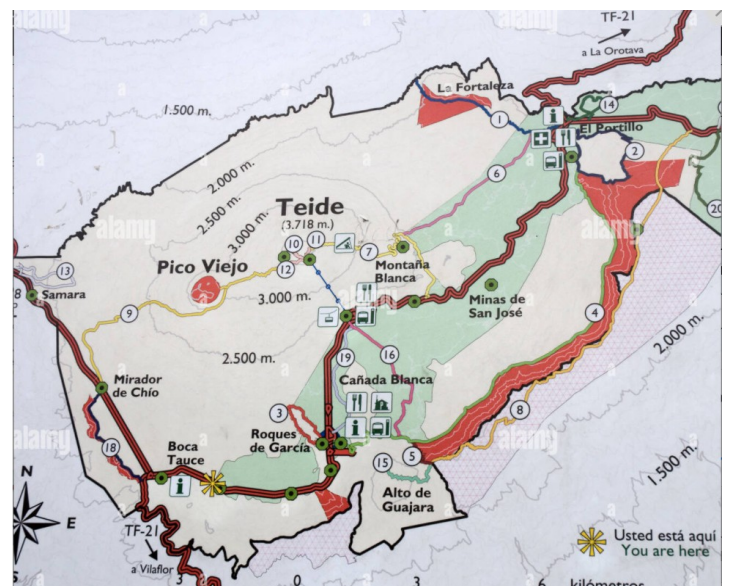 TF-21
a La Orotava
alamy
La Fortaleza
14
1.500 m.
1
El Portillo
2
2.000 m.
6
2.500 m.
Teide
(3.718 m.)
3.000 m.
10
11
7
alamy
20
12
Montaña
Blanca
Pico Viejo
13
Samara
3.000 m.
Minas de
San José
9
4
2.500 m.
19
16
2.000 m.
Cañada Blanca
Mirador
de Chío
8
3
Roques
de García
18
Boca
Tauce
5
15
1.500 m.
Alto de
Guajara
N
E
S
TF-21
a Vilaflor
Usted está aquí
You are here
3
0
3
6
kilómetros